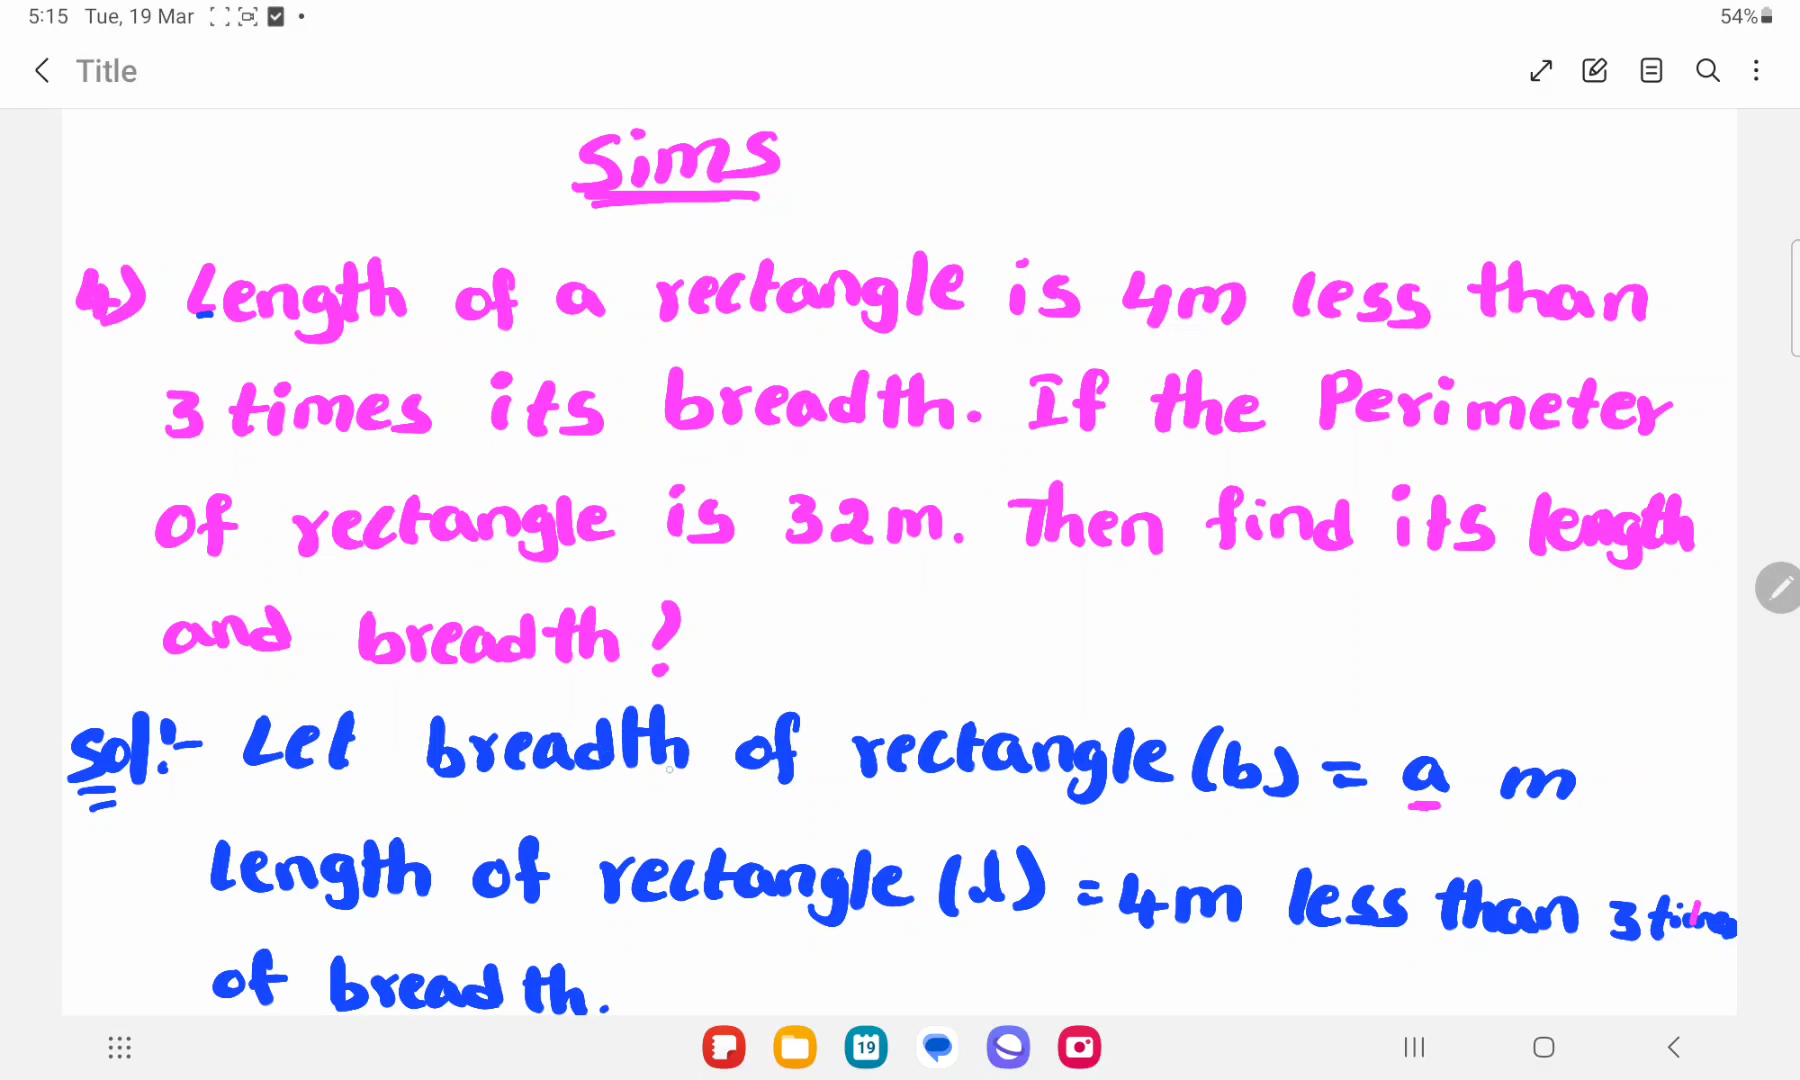 5:15 Tue, 19 Mar
54%
Title
Sims
4) Length of a rectangle is 4m less than
3 times its breadth. If the Perimeter
of rectangle is 32m. Then find its length
and breadth?
Sol:- Let breadth of rectangle (b) = a m
Length of rectangle (l) = 4m less than 3 times
of breadth.
19